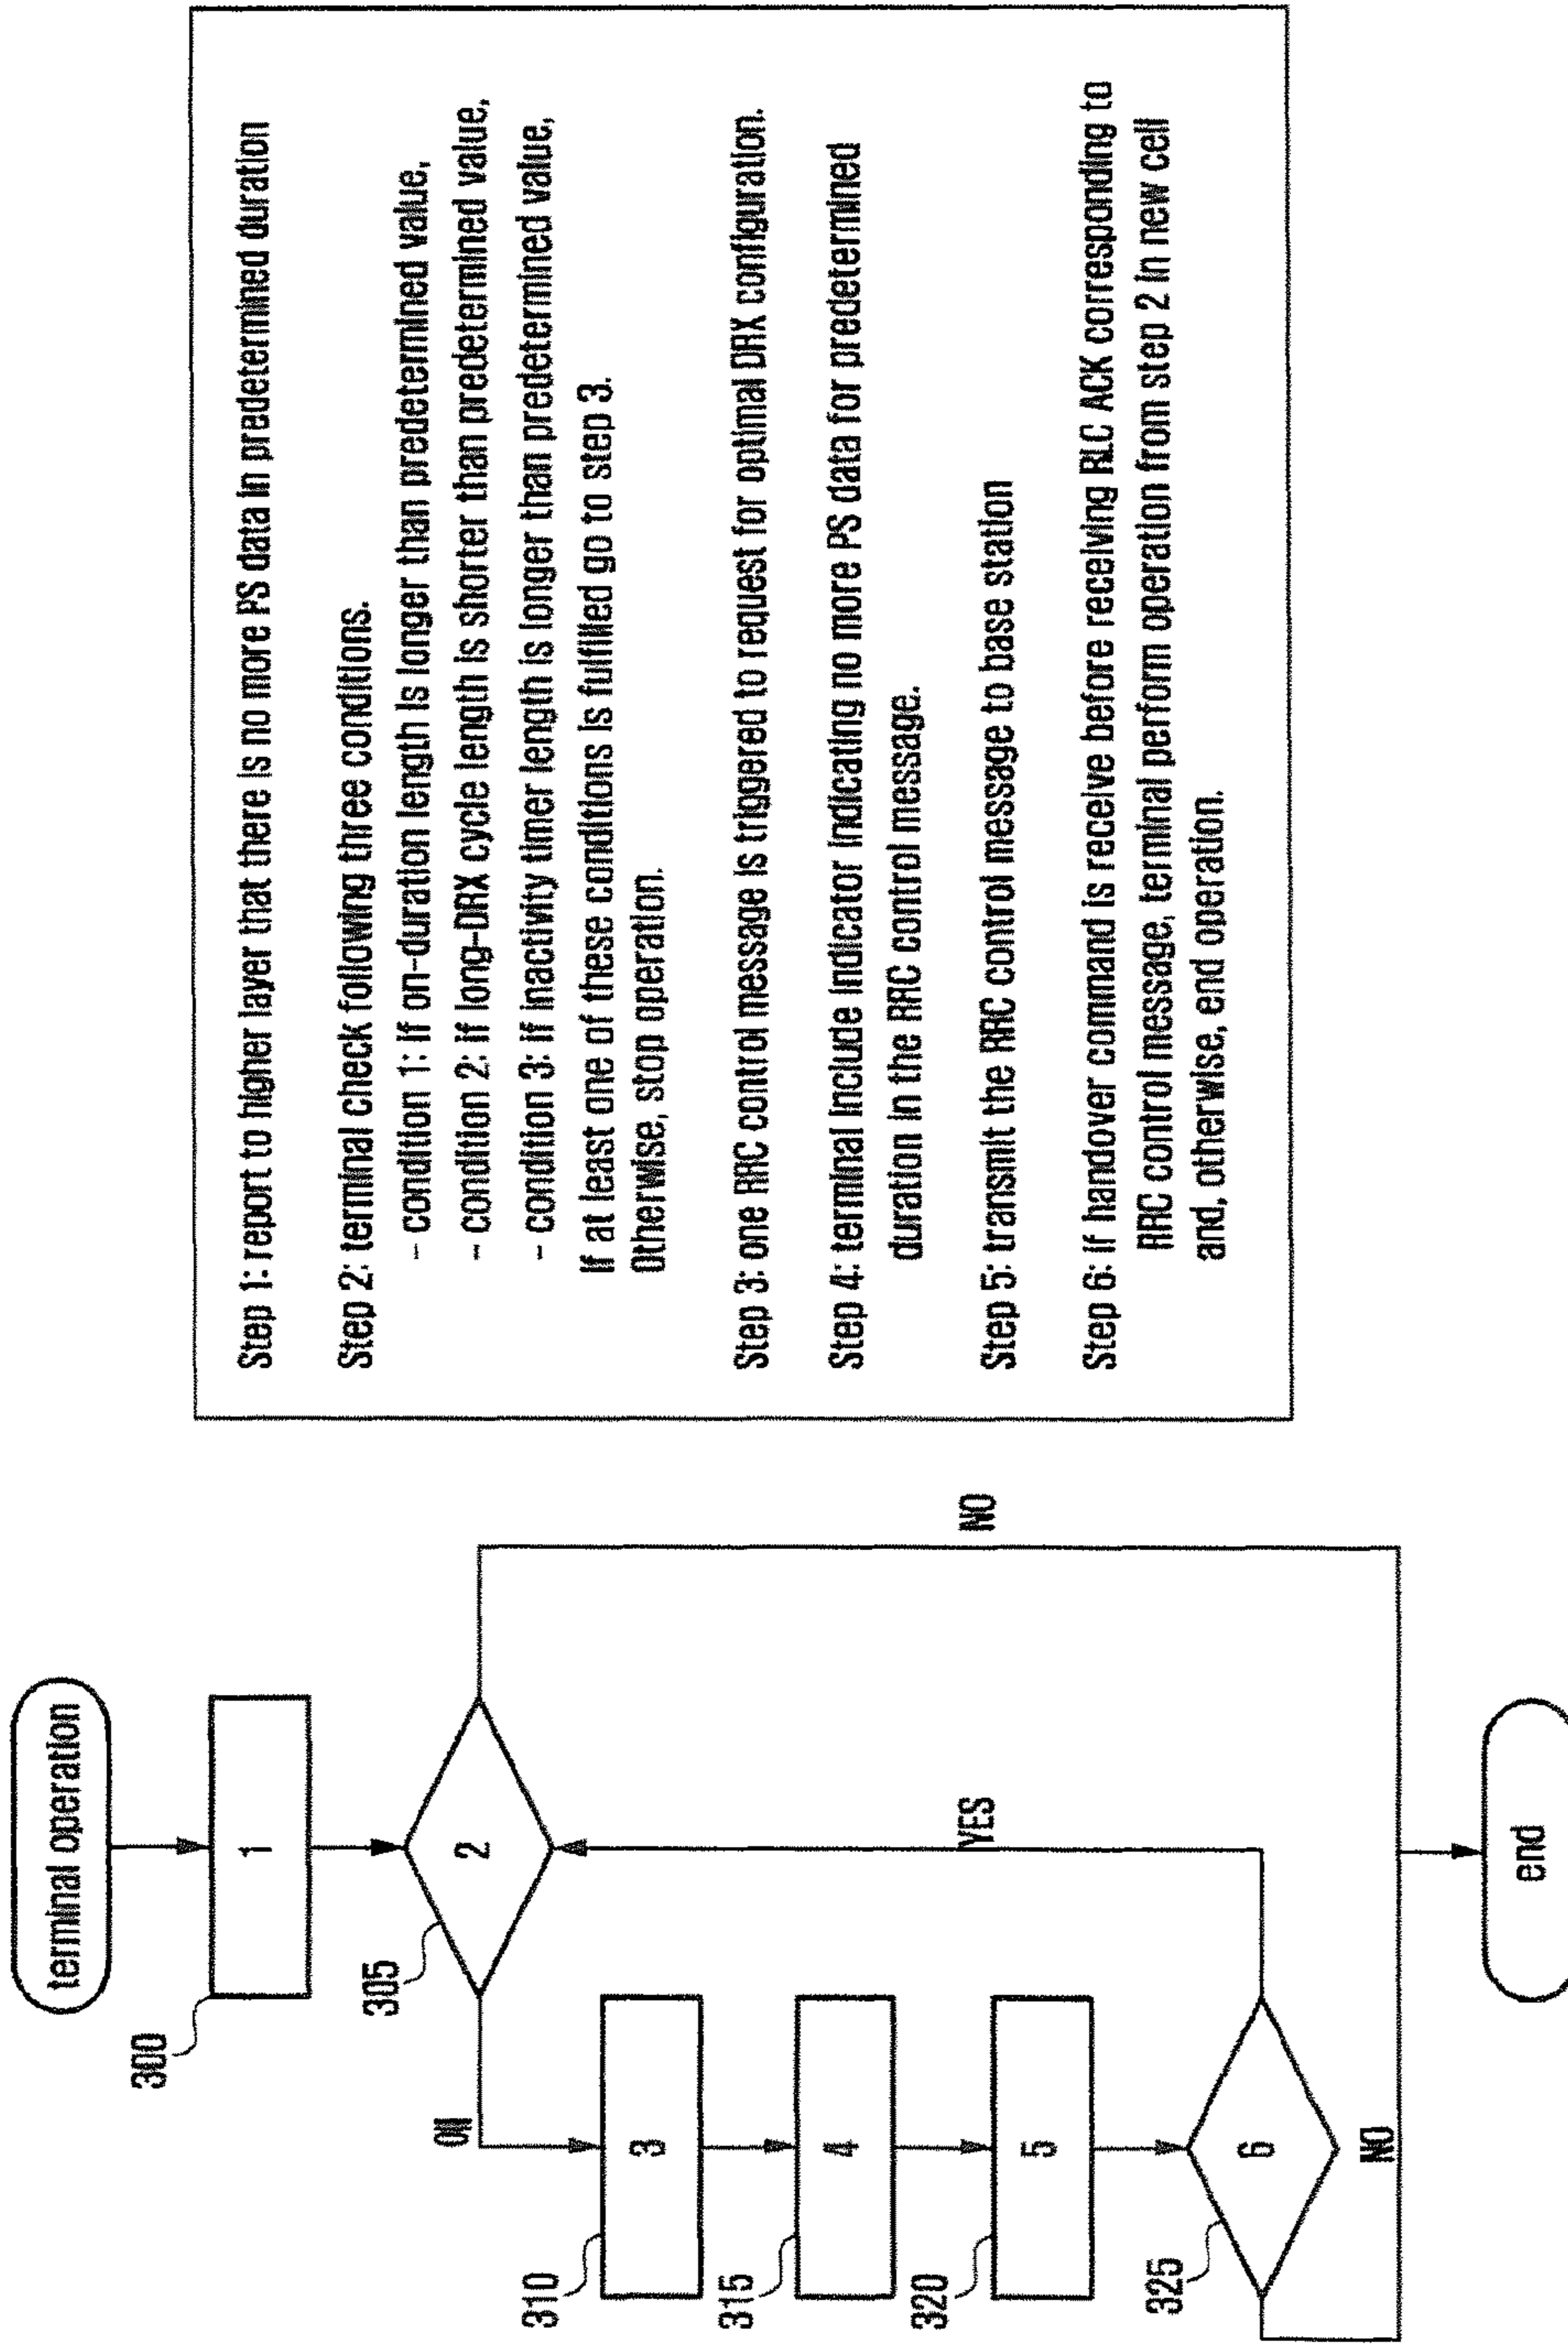 terminal operation
300
1
305
2
ON
NO
310
3
315
4
YES
320
5
325
6
NO
end
Step 1: report to higher layer that there is no more PS data in predetermined duration
Step 2: terminal check following three conditions.
- condition 1: If on-duration length is longer than predetermined value,
- condition 2: if long-DRX cycle length is shorter than predetermined value,
- condition 3: if inactivity timer length is longer than predetermined value,
If at least one of these conditions is fulfilled go to step 3.
Otherwise, stop operation.
Step 3: one RRC control message is triggered to request for optimal DRX configuration.
Step 4: terminal include indicator indicating no more PS data for predetermined
duration in the RRC control message.
Step 5: transmit the RRC control message to base station
Step 6: if handover command is receive before receiving RLC ACK corresponding to
RRC control message, terminal perform operation from step 2 in new cell
and, otherwise, end operation.